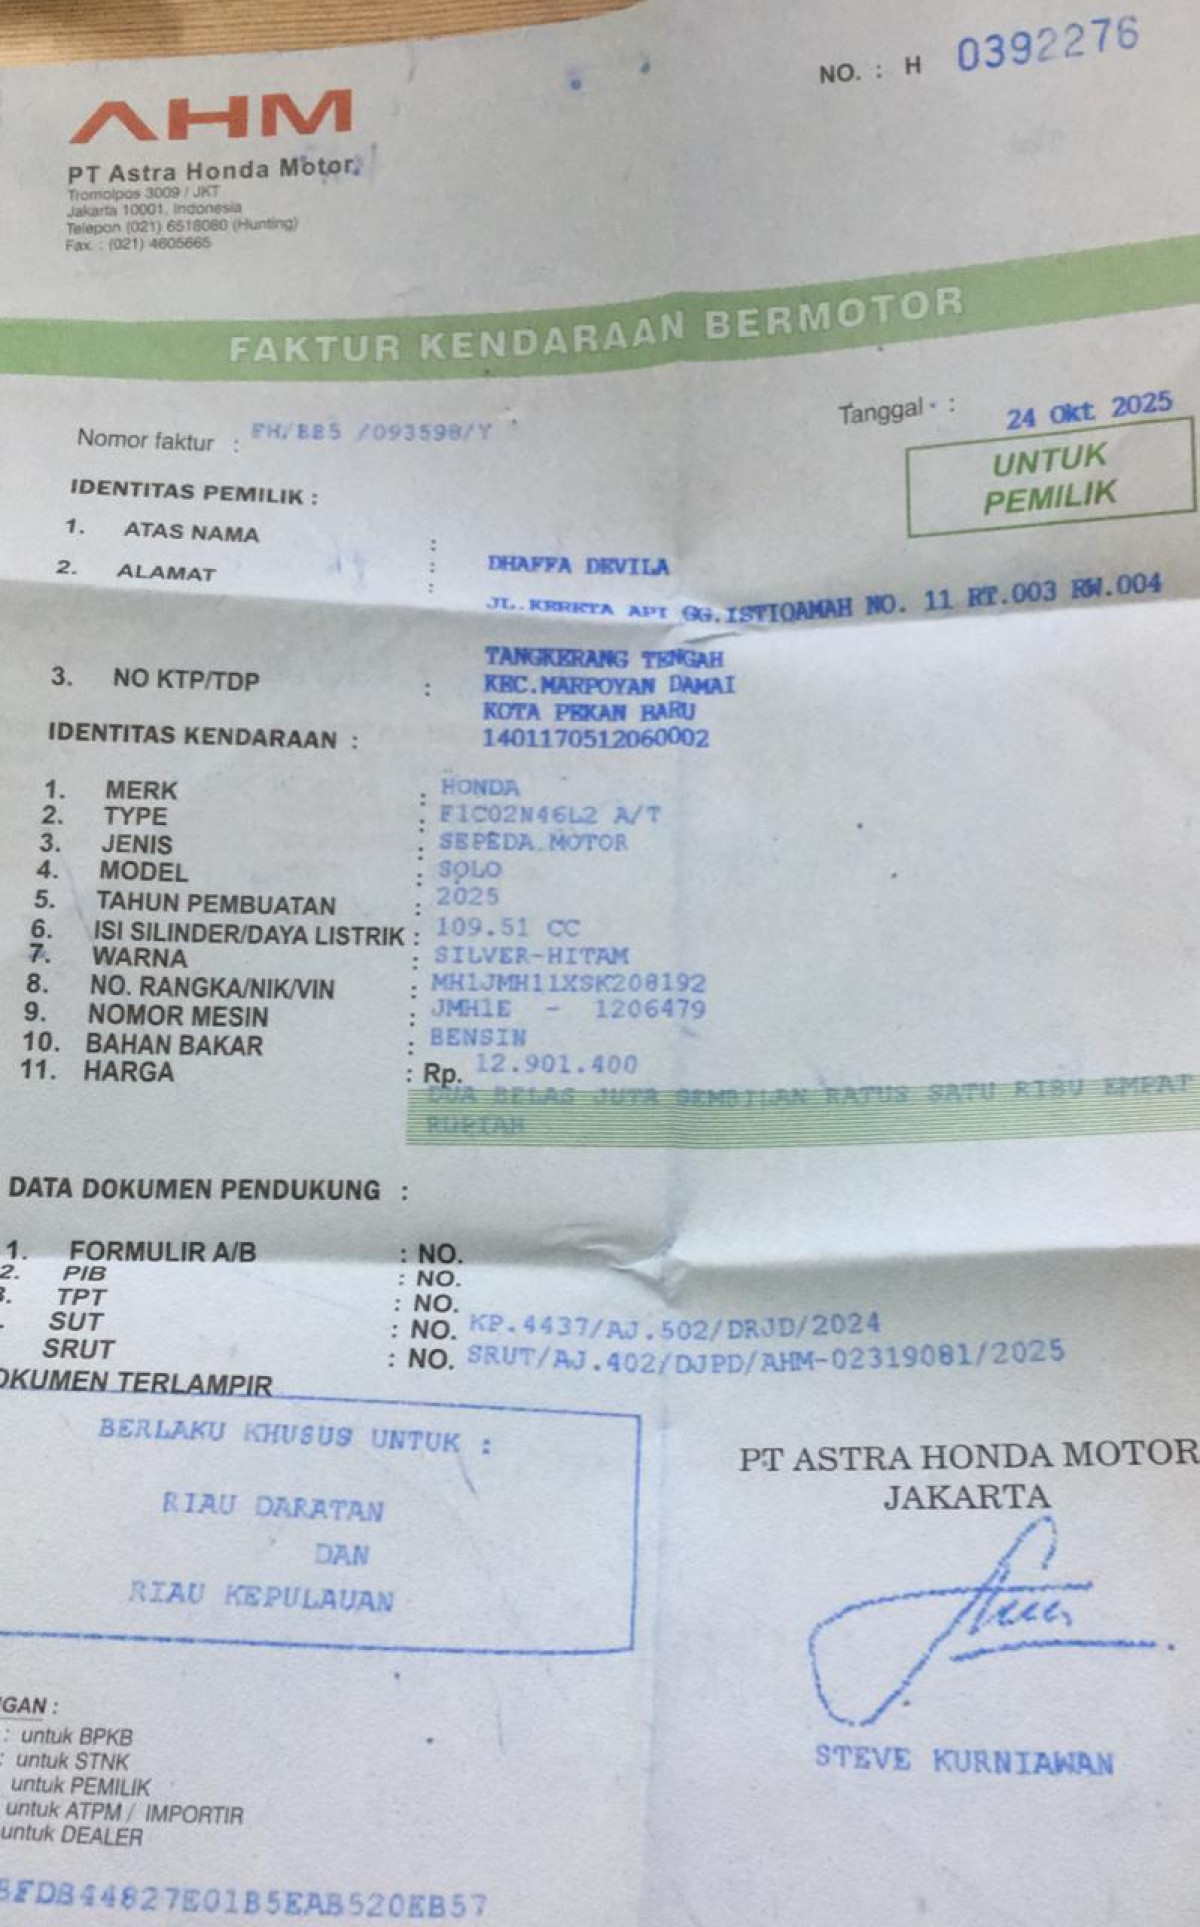 NO. : H 0392276
AHM
PT Astra Honda Motor
Tromolpos 3009 / JKT
Jakarta 10001, Indonesia
Telepon (021) 6518080 (Hunting)
Fax. : (021) 4605665
FAKTUR KENDARAAN BERMOTOR
Tanggal : 24 Okt 2025
Nomor faktur : FH/BB5 /093598/Y
UNTUK
PEMILIK
IDENTITAS PEMILIK :
1. ATAS NAMA : DHAFFA DEVILA
2. ALAMAT : JL.KERETA API GG.ISTIQAMAH NO. 11 RT.003 RW.004
TANGKERANG TENGAH
KEC.MARPOYAN DAMAI
KOTA PEKAN BARU
3. NO KTP/TDP : 1401170512060002
IDENTITAS KENDARAAN :
1. MERK : HONDA
2. TYPE : F1C02N46L2 A/T
3. JENIS : SEPEDA MOTOR
4. MODEL : SOLO
5. TAHUN PEMBUATAN : 2025
6. ISI SILINDER/DAYA LISTRIK : 109.51 CC
7. WARNA : SILVER-HITAM
8. NO. RANGKA/NIK/VIN : MH1JMH11XSK208192
9. NOMOR MESIN : JMH1E - 1206479
10. BAHAN BAKAR : BENSIN
11. HARGA : Rp. 12.901.400
DUA BELAS JUTA SEMBILAN RATUS SATU RIBU EMPAT
RUPIAH
DATA DOKUMEN PENDUKUNG :
1. FORMULIR A/B : NO.
2. PIB : NO.
3. TPT : NO.
SUT : NO. KP.4437/AJ.502/DRJD/2024
SRUT : NO. SRUT/AJ.402/DJPD/AHM-02319081/2025
OKUMEN TERLAMPIR
BERLAKU KHUSUS UNTUK :
RIAU DARATAN
DAN
RIAU KEPULAUAN
PT ASTRA HONDA MOTOR
JAKARTA
STEVE KURNIAWAN
NGAN :
: untuk BPKB
: untuk STNK
untuk PEMILIK
untuk ATPM / IMPORTIR
untuk DEALER
FDB44827E01B5EAB520EB57